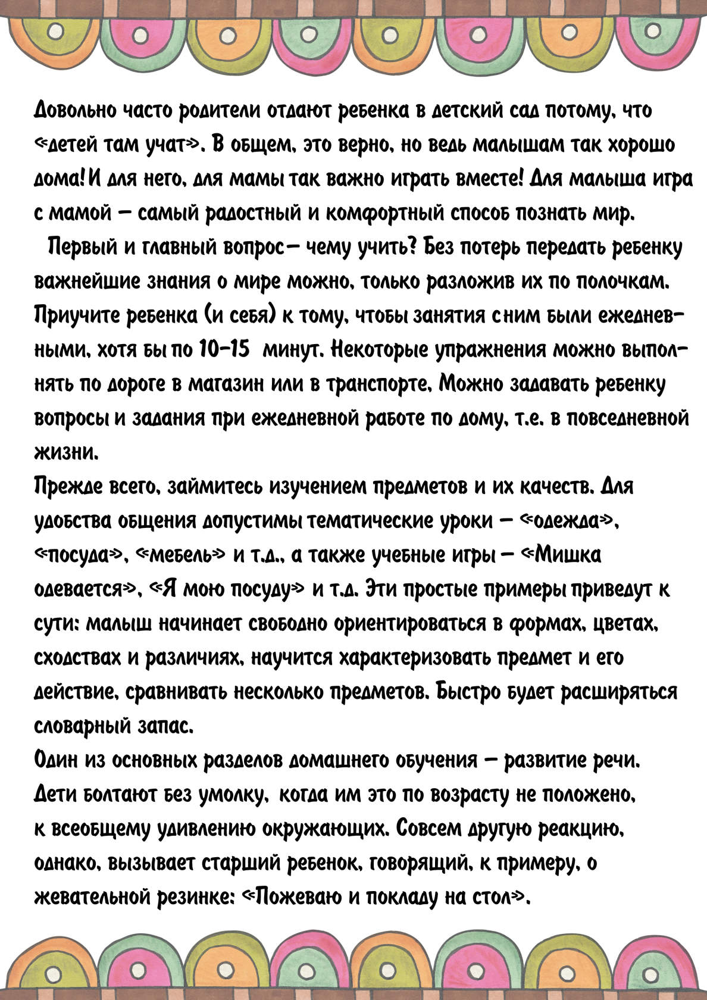 Довольно часто родители отдают ребенка в детский сад потому, что
«детей там учат». В общем, это верно, но ведь малышам так хорошо
дома! И для него, для мамы так важно играть вместе! Для малыша игра
с мамой – самый радостный и комфортный способ познать мир.
Первый и главный вопрос – чему учить? Без потерь передать ребенку
важнейшие знания о мире можно, только разложив их по полочкам.
Приучите ребенка (и себя) к тому, чтобы занятия с ним были ежеднев-
ными, хотя бы по 10-15 минут. Некоторые упражнения можно выпол-
нять по дороге в магазин или в транспорте, Можно задавать ребенку
вопросы и задания при ежедневной работе по дому, т.е. в повседневной
жизни.
Прежде всего, займитесь изучением предметов и их качеств. Для
удобства общения допустимы тематические уроки – «одежда»,
«посуда», «мебель» и т.д., а также учебные игры – «Мишка
одевается», «Я мою посуду» и т.д. Эти простые примеры приведут к
сути: малыш начинает свободно ориентироваться в формах, цветах,
сходствах и различиях, научится характеризовать предмет и его
действие, сравнивать несколько предметов. Быстро будет расширяться
словарный запас.
Один из основных разделов домашнего обучения – развитие речи.
Дети болтают без умолку, когда им это по возрасту не положено,
к всеобщему удивлению окружающих. Совсем другую реакцию,
однако, вызывает старший ребенок, говорящий, к примеру, о
жевательной резинке: «Пожеваю и покладу на стол».